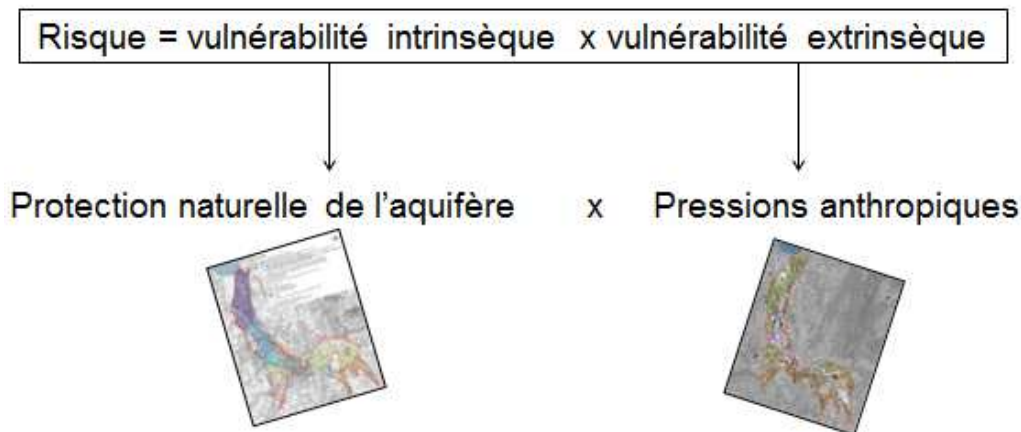 Risque = vulnérabilité intrinsèque x vulnérabilité extrinsèque
Protection naturelle de l'aquifère x Pressions anthropiques